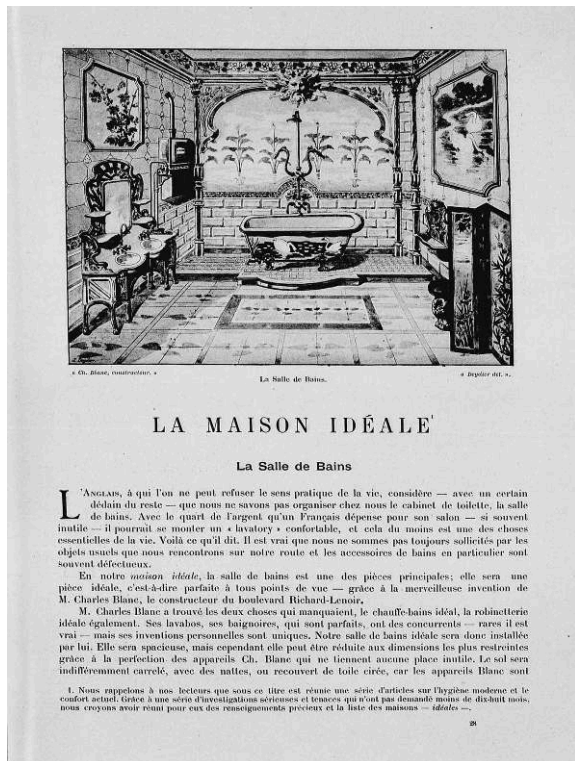 « Ch. Blanc, constructeur. »
« Deydier del. ».
La Salle de Bains.
LA MAISON IDÉALE¹
La Salle de Bains
L'ANGLAIS, à qui l'on ne peut refuser le sens pratique de la vie, considère — avec un certain
dédain du reste — que nous ne savons pas organiser chez nous le cabinet de toilette, la salle
de bains. Avec le quart de l'argent qu'un Français dépense pour son salon — si souvent
inutile — il pourrait se monter un « lavatory » confortable, et cela du moins est une des choses
essentielles de la vie. Voilà ce qu'il dit. Il est vrai que nous ne sommes pas toujours sollicités par les
objets usuels que nous rencontrons sur notre route et les accessoires de bains en particulier sont
souvent défectueux.
En notre maison idéale, la salle de bains est une des pièces principales; elle sera une
pièce idéale, c'est-à-dire parfaite à tous points de vue — grâce à la merveilleuse invention de
M. Charles Blanc, le constructeur du boulevard Richard-Lenoir.
M. Charles Blanc a trouvé les deux choses qui manquaient, le chauffe-bains idéal, la robinetterie
idéale également. Ses lavabos, ses baignoires, qui sont parfaits, ont des concurrents — rares il est
vrai — mais ses inventions personnelles sont uniques. Notre salle de bains idéale sera donc installée
par lui. Elle sera spacieuse, mais cependant elle peut être réduite aux dimensions les plus restreintes
grâce à la perfection des appareils Ch. Blanc qui ne tiennent aucune place inutile. Le sol sera
indifféremment carrelé, avec des nattes, ou recouvert de toile cirée, car les appareils Blanc sont
1. Nous rappelons à nos lecteurs que sous ce titre est réunie une série d'articles sur l'hygiène moderne et le
confort actuel. Grâce à une série d'investigations sérieuses et tenaces qui n'ont pas demandé moins de dix-huit mois,
nous croyons avoir réuni pour eux des renseignements précieux et la liste des maisons — idéales —.
28